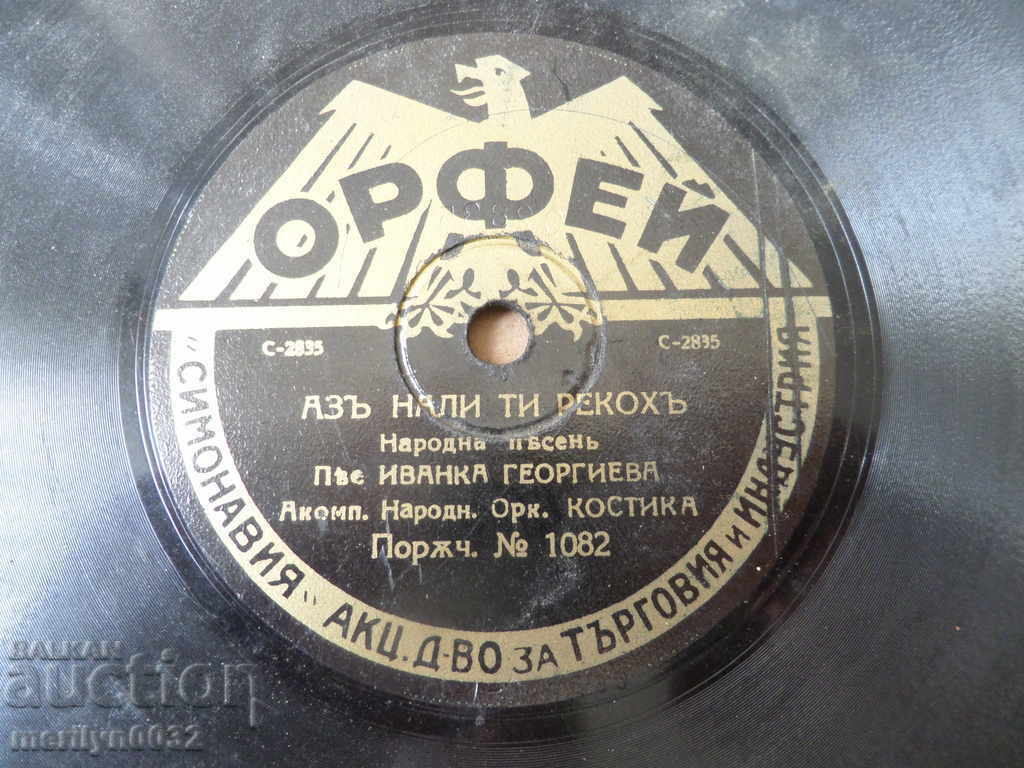 ОРФЕЙ
С-2835 С-2835
АЗЪ НАЛИ ТИ РЕКОХЪ
Народна пѣсень
Пѣе ИВАНКА ГЕОРГИЕВА
Акомп. Народн. Орк. КОСТИКА
Порѫч. № 1082
„СИМОНАВИЯ„ АКЦ. Д-ВО ЗА ТЪРГОВИЯ И ИНДУСТРИЯ
BALKAN
auction
merilyn0032